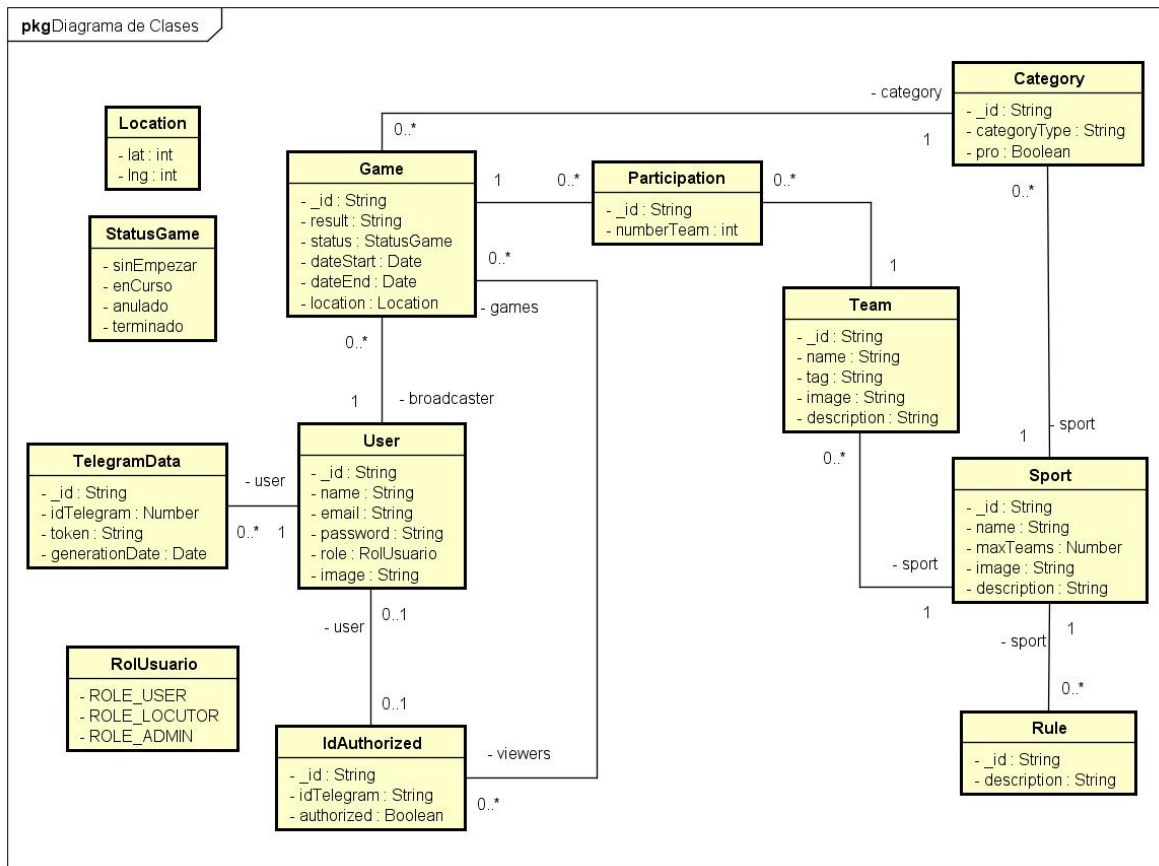 pkg Diagrama de Clases
Category
- _id : String
- categoryType : String
- pro : Boolean
- category
0..*
1
0..*
Location
- lat : int
- lng : int
Game
- _id : String
- result : String
- status : StatusGame
- dateStart : Date
- dateEnd : Date
- location : Location
1
0..*
Participation
- _id : String
- numberTeam : int
0..*
1
StatusGame
- sinEmpezar
- enCurso
- anulado
- terminado
0..*
- games
Team
- _id : String
- name : String
- tag : String
- image : String
- description : String
0..*
0..*
1
- broadcaster
1
- sport
TelegramData
- _id : String
- idTelegram : Number
- token : String
- generationDate : Date
- user
0..*
1
User
- _id : String
- name : String
- email : String
- password : String
- role : RolUsuario
- image : String
Sport
- _id : String
- name : String
- maxTeams : Number
- image : String
- description : String
- sport
1
0..1
- user
1
- sport
RolUsuario
- ROLE_USER
- ROLE_LOCUTOR
- ROLE_ADMIN
0..1
0..*
IdAuthorized
- _id : String
- idTelegram : String
- authorized : Boolean
- viewers
0..*
Rule
- _id : String
- description : String